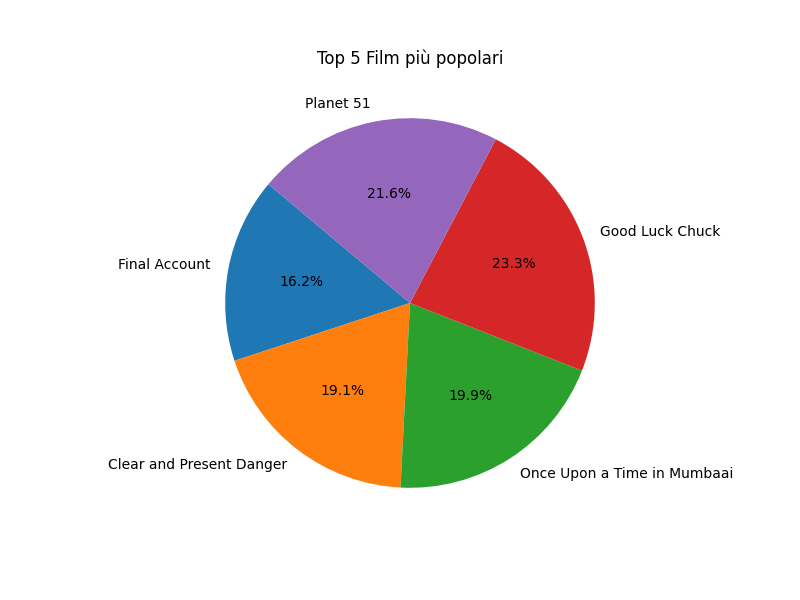 Top 5 Film più popolari
Planet 51
21.6%
Good Luck Chuck
23.3%
Final Account
16.2%
19.1%
19.9%
Clear and Present Danger
Once Upon a Time in Mumbaai